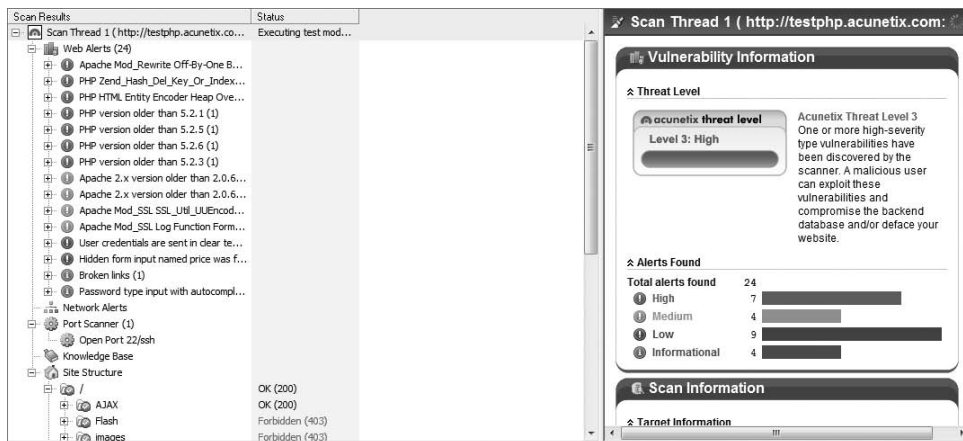 Scan Results Status
Scan Thread 1 ( http://testphp.acunetix.co... Executing test mod...
Web Alerts (24)
Apache Mod_Rewrite Off-By-One B...
PHP Zend_Hash_Del_Key_Or_Index...
PHP HTML Entity Encoder Heap Ove...
PHP version older than 5.2.1 (1)
PHP version older than 5.2.5 (1)
PHP version older than 5.2.6 (1)
PHP version older than 5.2.3 (1)
Apache 2.x version older than 2.0.6...
Apache 2.x version older than 2.0.6...
Apache Mod_SSL SSL_Util_UUEncod...
Apache Mod_SSL Log Function Form...
User credentials are sent in clear te...
Hidden form input named price was f...
Broken links (1)
Password type input with autocompl...
Network Alerts
Port Scanner (1)
Open Port 22/ssh
Knowledge Base
Site Structure
/ OK (200)
AJAX OK (200)
Flash Forbidden (403)
images Forbidden (403)
Scan Thread 1 ( http://testphp.acunetix.com:
Vulnerability Information
Threat Level
acunetix threat level
Level 3: High
Acunetix Threat Level 3
One or more high-severity
type vulnerabilities have
been discovered by the
scanner. A malicious user
can exploit these
vulnerabilities and
compromise the backend
database and/or deface your
website.
Alerts Found
Total alerts found 24
High 7
Medium 4
Low 9
Informational 4
Scan Information
Target Information